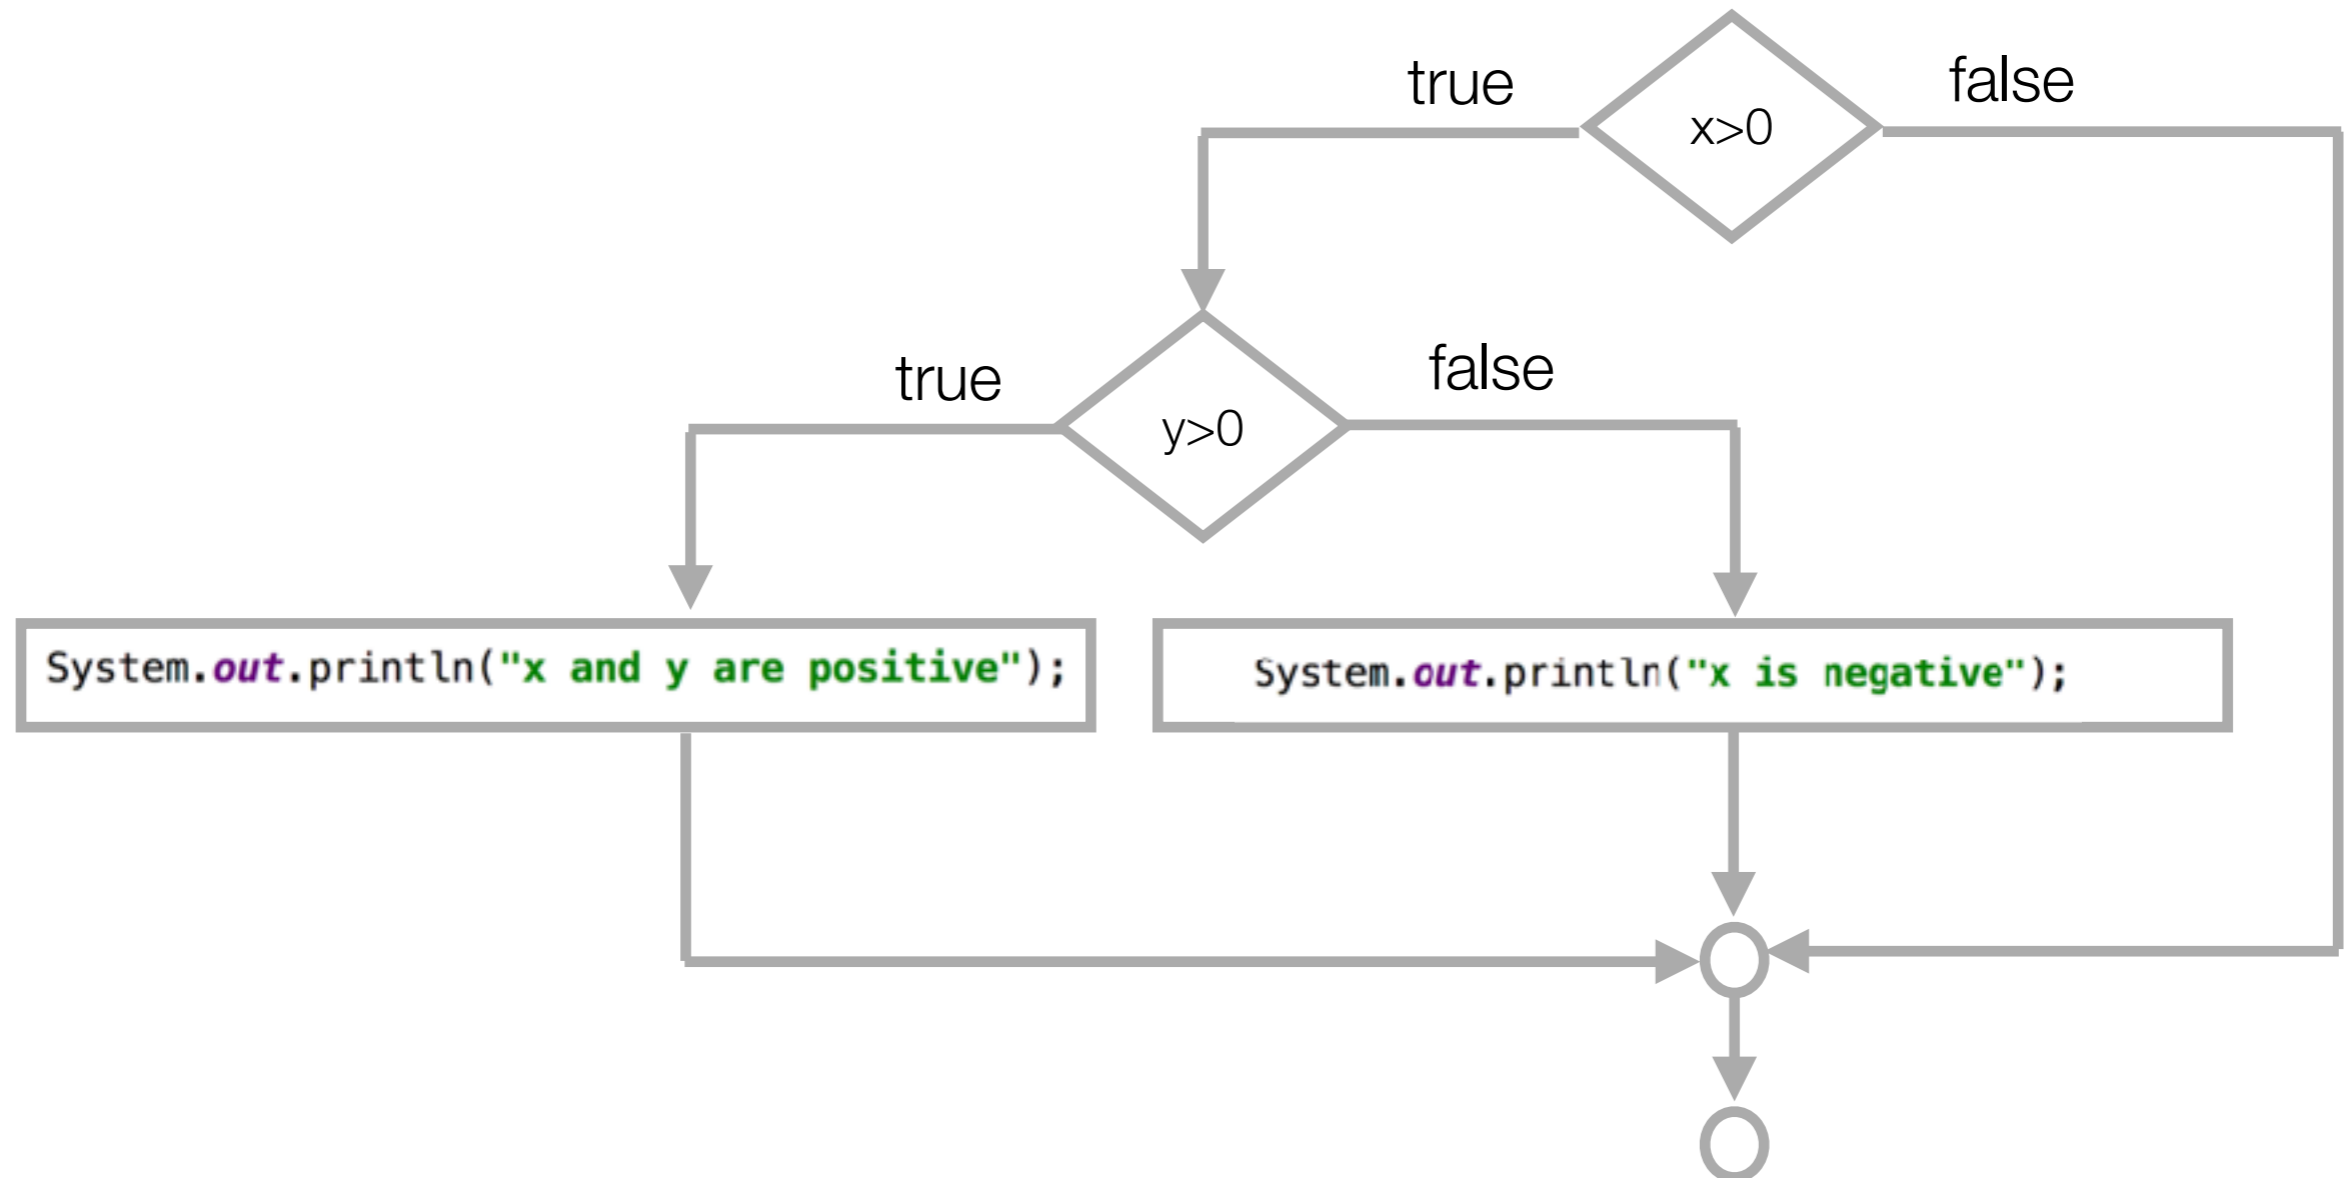 true
false
x>0
true
false
y>0
System.out.println("x and y are positive");
System.out.println("x is negative");